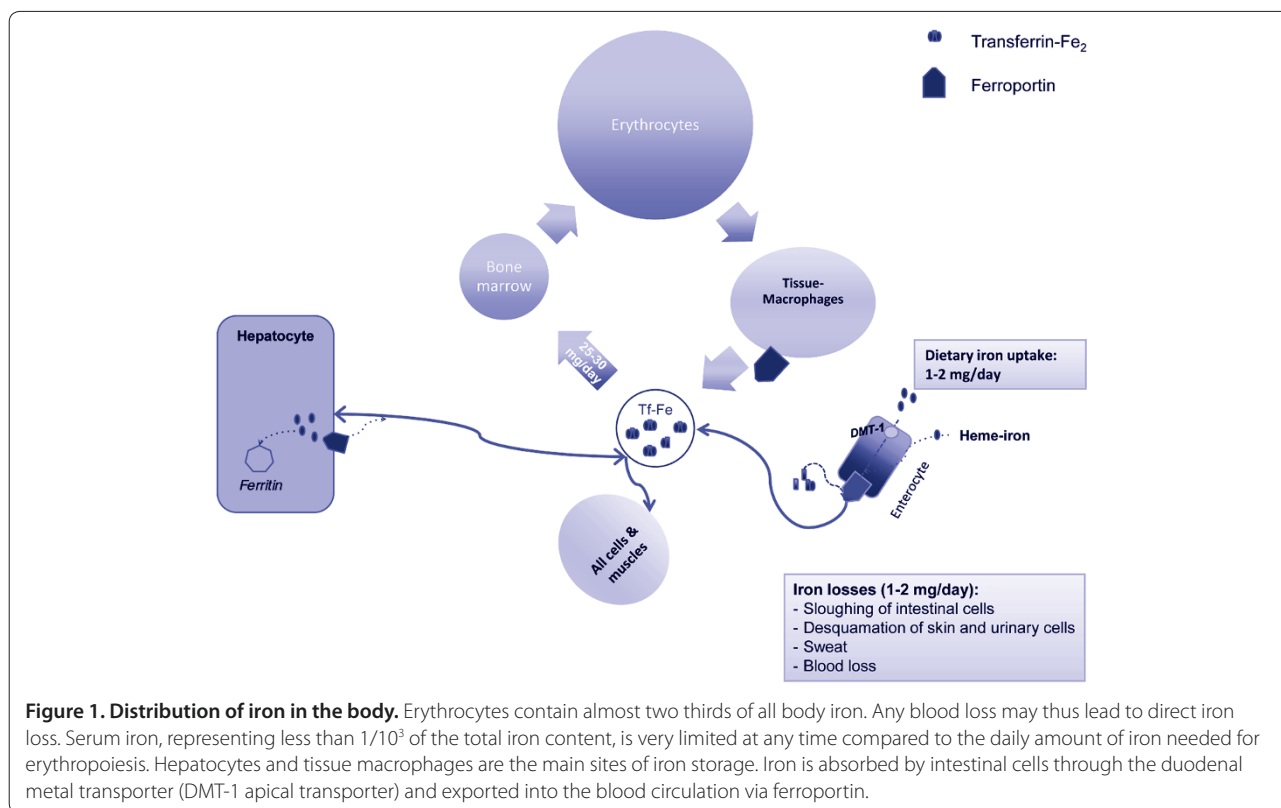 Transferrin-Fe₂
Ferroportin
Erythrocytes
Bone
marrow
Tissue-
Macrophages
25-30
mg/day
Hepatocyte
Ferritin
Tf-Fe
Dietary iron uptake:
1-2 mg/day
DMT-1
Heme-iron
Enterocyte
All cells &
muscles
Iron losses (1-2 mg/day):
- Sloughing of intestinal cells
- Desquamation of skin and urinary cells
- Sweat
- Blood loss
Figure 1. Distribution of iron in the body. Erythrocytes contain almost two thirds of all body iron. Any blood loss may thus lead to direct iron
loss. Serum iron, representing less than 1/10³ of the total iron content, is very limited at any time compared to the daily amount of iron needed for
erythropoiesis. Hepatocytes and tissue macrophages are the main sites of iron storage. Iron is absorbed by intestinal cells through the duodenal
metal transporter (DMT-1 apical transporter) and exported into the blood circulation via ferroportin.